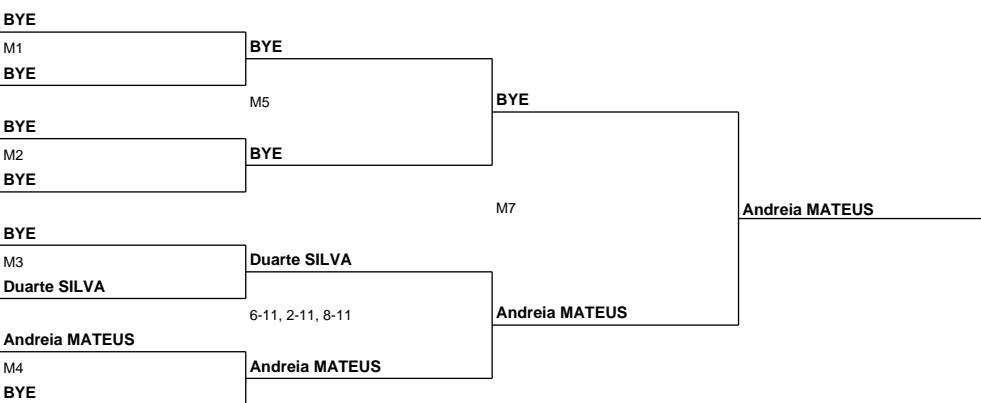 BYE
M1
BYE
BYE
M5
BYE
BYE
M2
BYE
BYE
M7
Andreia MATEUS
BYE
M3
Duarte SILVA
Duarte SILVA
6-11, 2-11, 8-11
Andreia MATEUS
Andreia MATEUS
M4
Andreia MATEUS
BYE